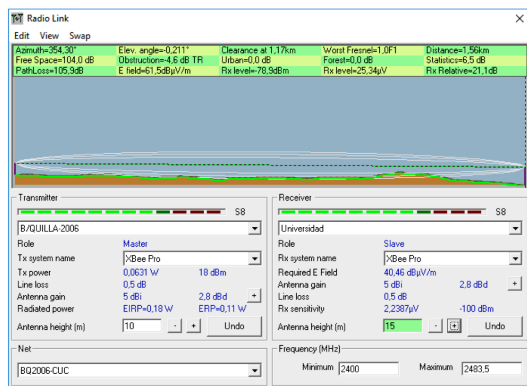 Radio Link
Edit View Swap
Azimuth=354,30° Elev. angle=-0,211° Clearance at 1,17km Worst Fresnel=1,0F1 Distance=1,56km
Free Space=104,0 dB Obstruction=-4,6 dB TR Urban=0,0 dB Forest=0,0 dB Statistics=6,5 dB
PathLoss=105,9dB E field=61,5dBµV/m Rx level=-78,9dBm Rx level=25,34µV Rx Relative=21,1dB
Transmitter
S8
B/QUILLA-2006
Role Master
Tx system name XBee Pro
Tx power 0,0631 W 18 dBm
Line loss 0,5 dB
Antenna gain 5 dBi 2,8 dBd +
Radiated power EIRP=0,18 W ERP=0,11 W
Antenna height (m) 10 - + Undo
Receiver
S8
Universidad
Role Slave
Rx system name XBee Pro
Required E Field 40,46 dBµV/m
Antenna gain 5 dBi 2,8 dBd +
Line loss 0,5 dB
Rx sensitivity 2,2387µV -100 dBm
Antenna height (m) 15 - + Undo
Net
BQ2006-CUC
Frequency (MHz)
Minimum 2400 Maximum 2483,5